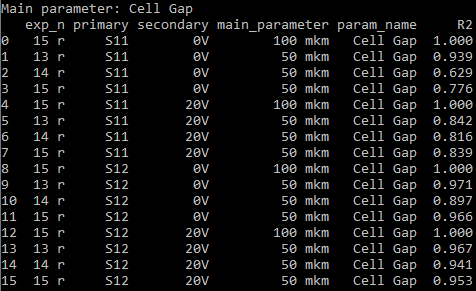 Main parameter: Cell Gap
exp_n primary secondary main_parameter param_name R2
0 15 r S11 0V 100 mkm Cell Gap 1.000
1 13 r S11 0V 50 mkm Cell Gap 0.939
2 14 r S11 0V 50 mkm Cell Gap 0.629
3 15 r S11 0V 50 mkm Cell Gap 0.776
4 15 r S11 20V 100 mkm Cell Gap 1.000
5 13 r S11 20V 50 mkm Cell Gap 0.842
6 14 r S11 20V 50 mkm Cell Gap 0.816
7 15 r S11 20V 50 mkm Cell Gap 0.839
8 15 r S12 0V 100 mkm Cell Gap 1.000
9 13 r S12 0V 50 mkm Cell Gap 0.971
10 14 r S12 0V 50 mkm Cell Gap 0.897
11 15 r S12 0V 50 mkm Cell Gap 0.966
12 15 r S12 20V 100 mkm Cell Gap 1.000
13 13 r S12 20V 50 mkm Cell Gap 0.967
14 14 r S12 20V 50 mkm Cell Gap 0.941
15 15 r S12 20V 50 mkm Cell Gap 0.953